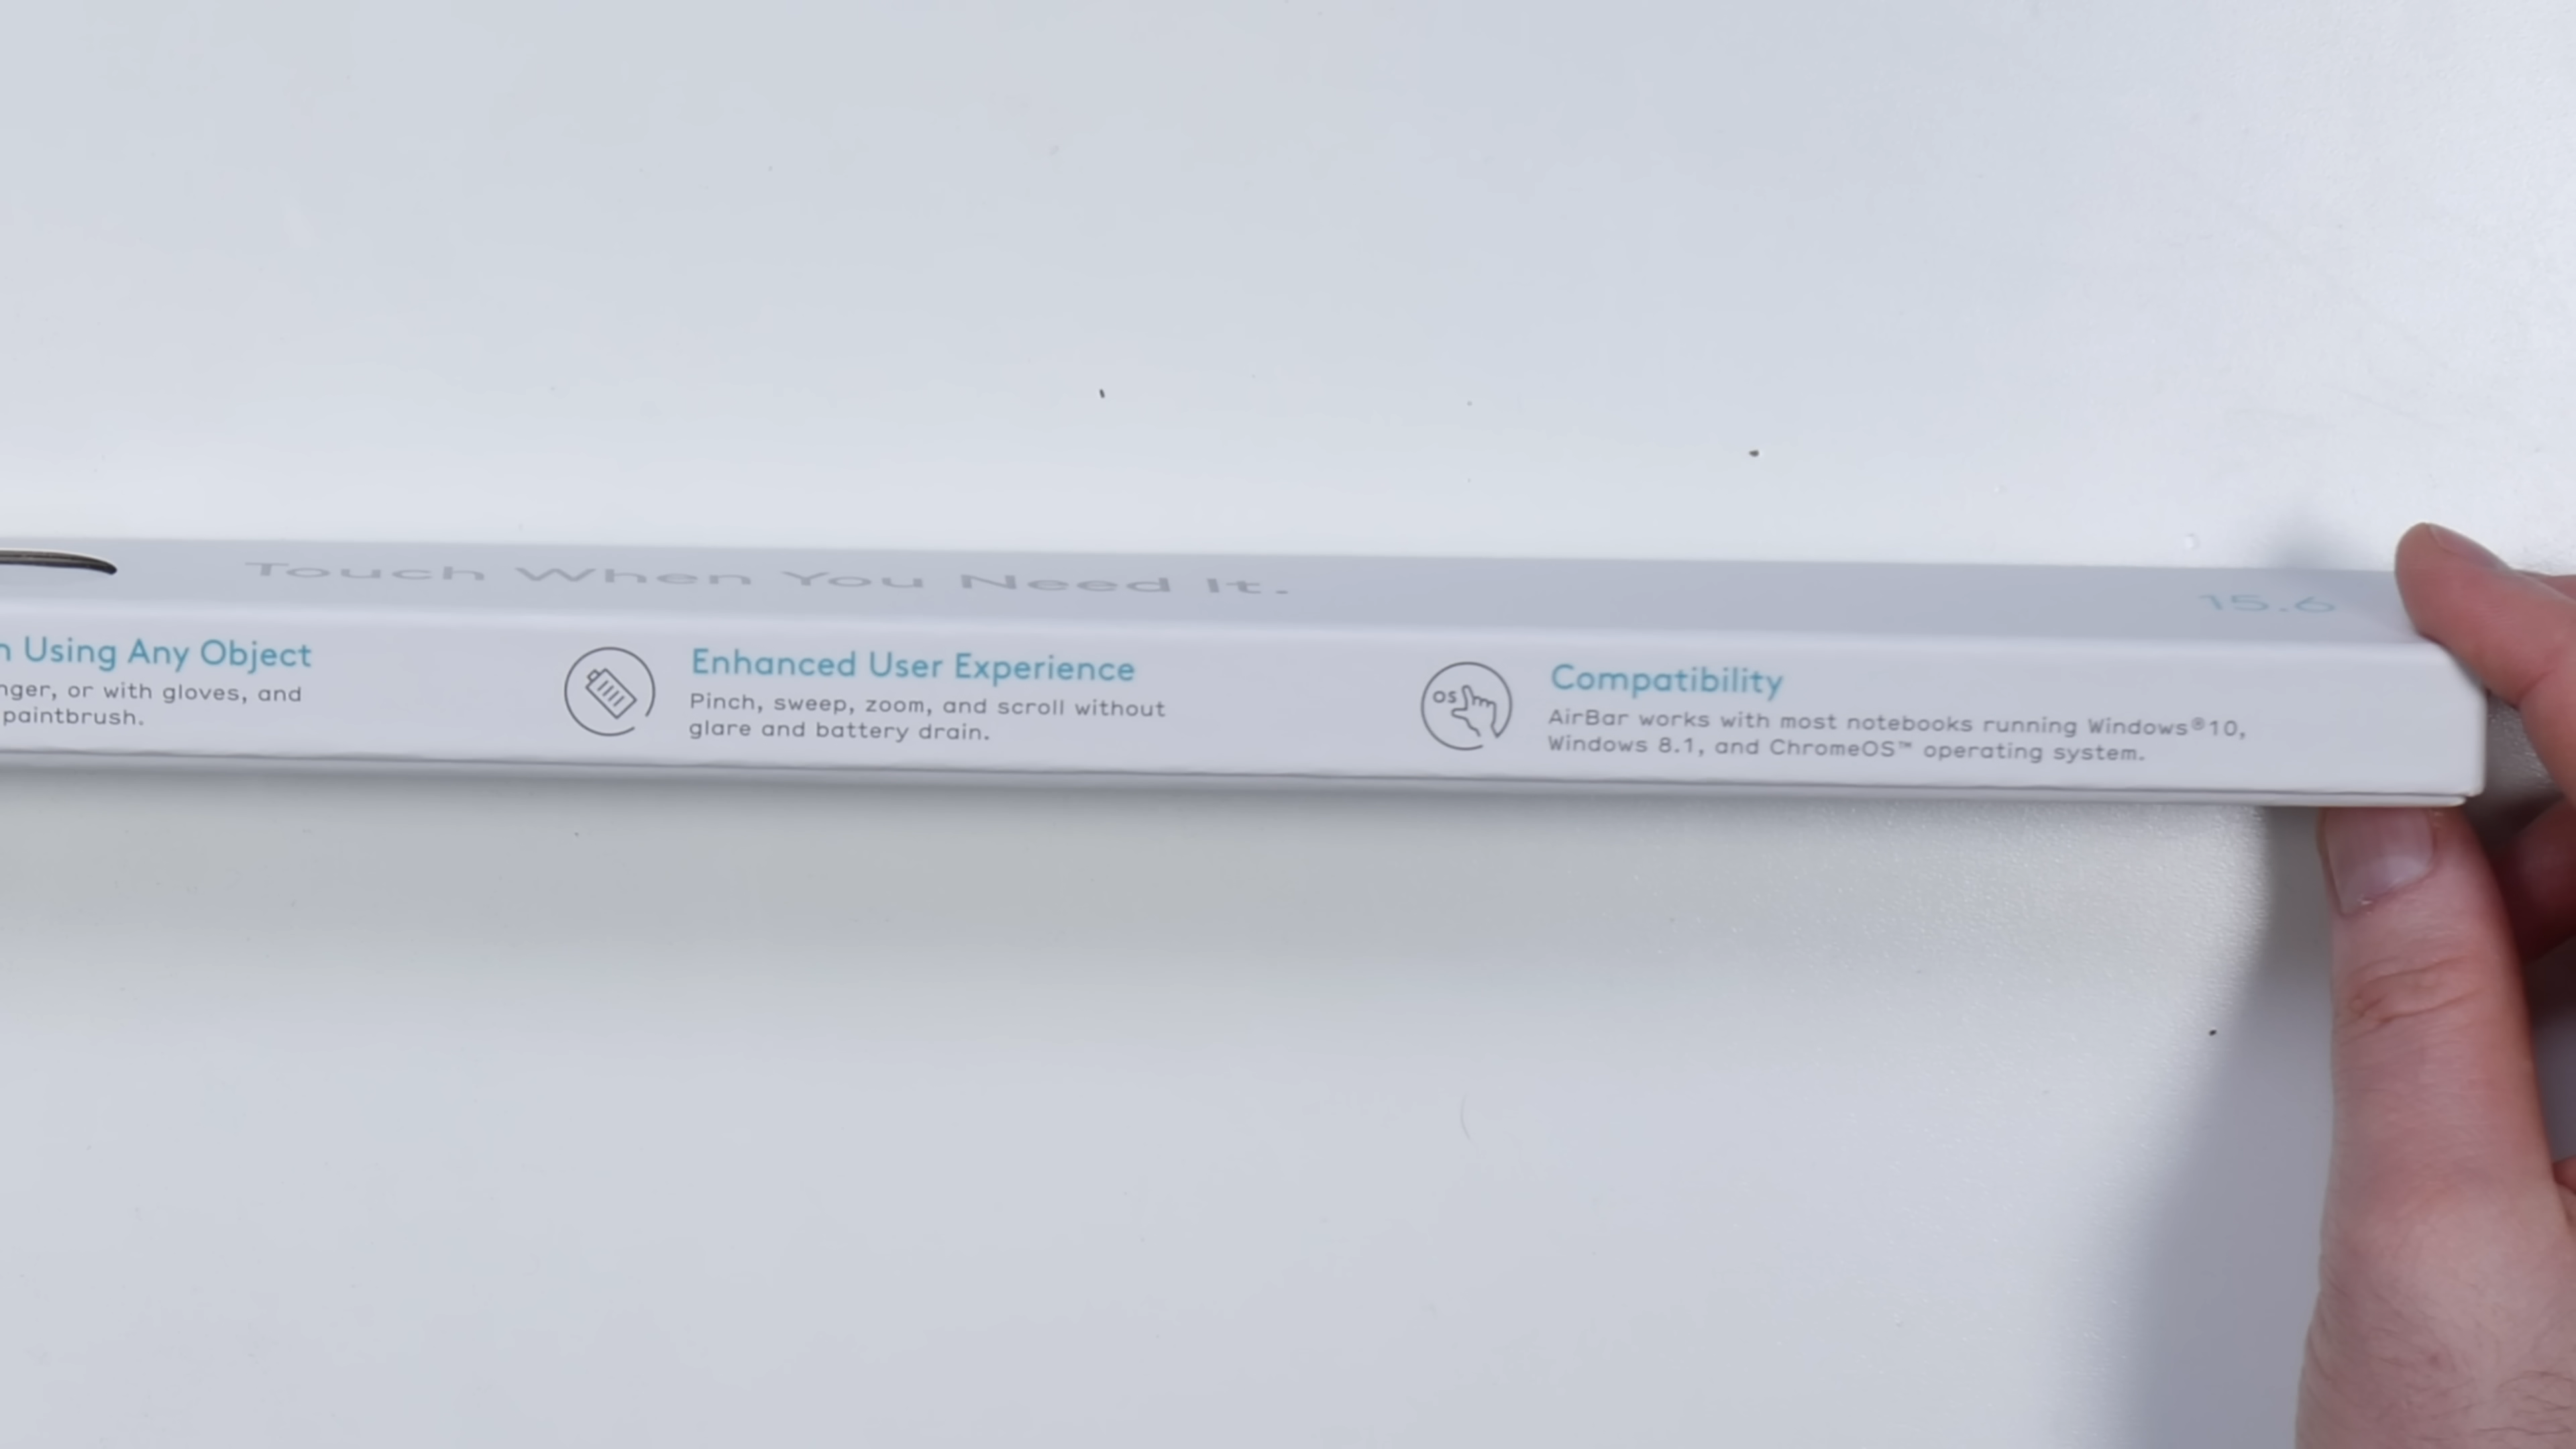 Touch When You Need It.
15.6
Using Any Object
or with gloves, and
paintbrush.
Enhanced User Experience
Pinch, sweep, zoom, and scroll without
glare and battery drain.
OS
Compatibility
AirBar works with most notebooks running Windows®10,
Windows 8.1, and ChromeOS™ operating system.